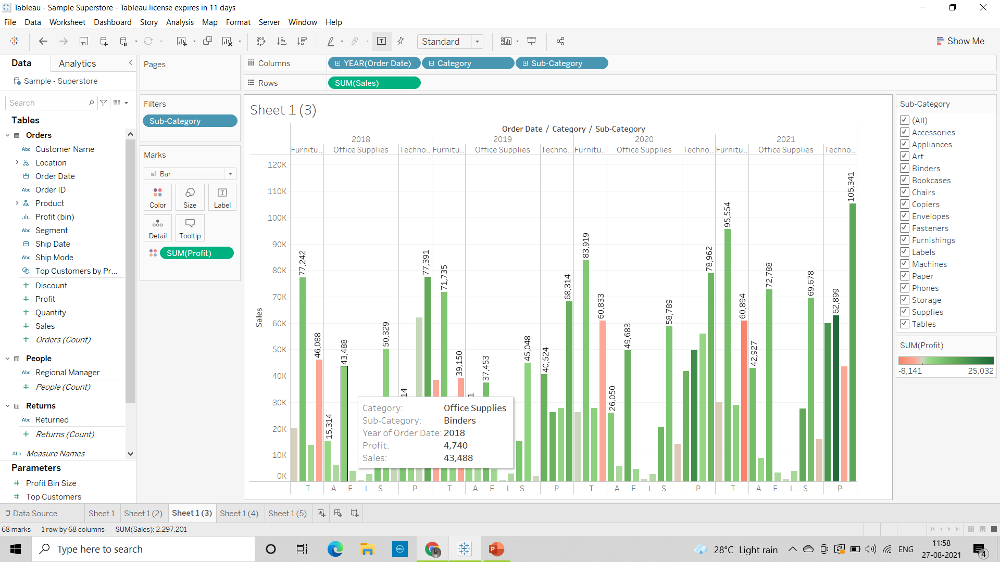 Tableau - Sample Superstore - Tableau license expires in 11 days
File Data Worksheet Dashboard Story Analysis Map Format Server Window Help
Standard
Show Me
Data Analytics
Sample - Superstore
Search
Tables
Orders
Abc Customer Name
Location
Order Date
Abc Order ID
Product
Profit (bin)
Abc Segment
Ship Date
Abc Ship Mode
Top Customers by Pr...
# Discount
# Profit
# Quantity
# Sales
# Orders (Count)
People
Abc Regional Manager
# People (Count)
Returns
Abc Returned
# Returns (Count)
Abc Measure Names
Parameters
# Profit Bin Size
# Top Customers
Pages
Filters
Sub-Category
Marks
Bar
Color Size Label
Detail Tooltip
SUM(Profit)
Columns YEAR(Order Date) Category Sub-Category
Rows SUM(Sales)
Sheet 1 (3)
Order Date / Category / Sub-Category
2018 2019 2020 2021
Furnitu.. Office Supplies Techno.. Furnitu.. Office Supplies Techno.. Furnitu.. Office Supplies Techno.. Furnitu.. Office Supplies Techno..
Sales
120K
110K
100K
90K
80K
70K
60K
50K
40K
30K
20K
10K
0K
77,242
46,088
15,314
43,488
50,329
14
77,391
71,735
39,150
1
37,453
45,048
40,524
68,314
83,919
60,833
26,050
49,683
58,789
78,962
95,554
60,894
42,927
72,788
69,678
62,899
105,341
Category: Office Supplies
Sub-Category: Binders
Year of Order Date: 2018
Profit: 4,740
Sales: 43,488
T.. A.. E.. L.. S.. P.. T.. A.. E.. L.. S.. P.. T.. A.. E.. L.. S.. P.. T.. A.. E.. L.. S.. P..
Sub-Category
(All)
Accessories
Appliances
Art
Binders
Bookcases
Chairs
Copiers
Envelopes
Fasteners
Furnishings
Labels
Machines
Paper
Phones
Storage
Supplies
Tables
SUM(Profit)
-8,141 25,032
Data Source Sheet 1 Sheet 1 (2) Sheet 1 (3) Sheet 1 (4) Sheet 1 (5)
68 marks 1 row by 68 columns SUM(Sales): 2,297,201
Type here to search
DELL
P
28°C Light rain
ENG
11:58
27-08-2021
4